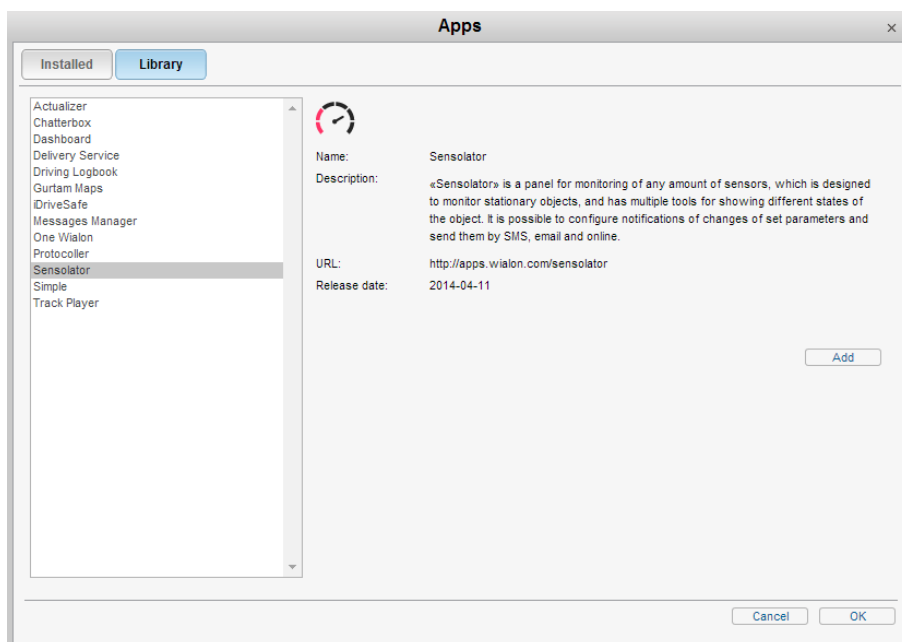 Apps
×
Installed
Library
Actualizer
Chatterbox
Dashboard
Delivery Service
Driving Logbook
Gurtam Maps
iDriveSafe
Messages Manager
One Wialon
Protocoller
Sensolator
Simple
Track Player
Name: Sensolator
Description: «Sensolator» is a panel for monitoring of any amount of sensors, which is designed
to monitor stationary objects, and has multiple tools for showing different states of
the object. It is possible to configure notifications of changes of set parameters and
send them by SMS, email and online.
URL: http://apps.wialon.com/sensolator
Release date: 2014-04-11
Add
Cancel OK